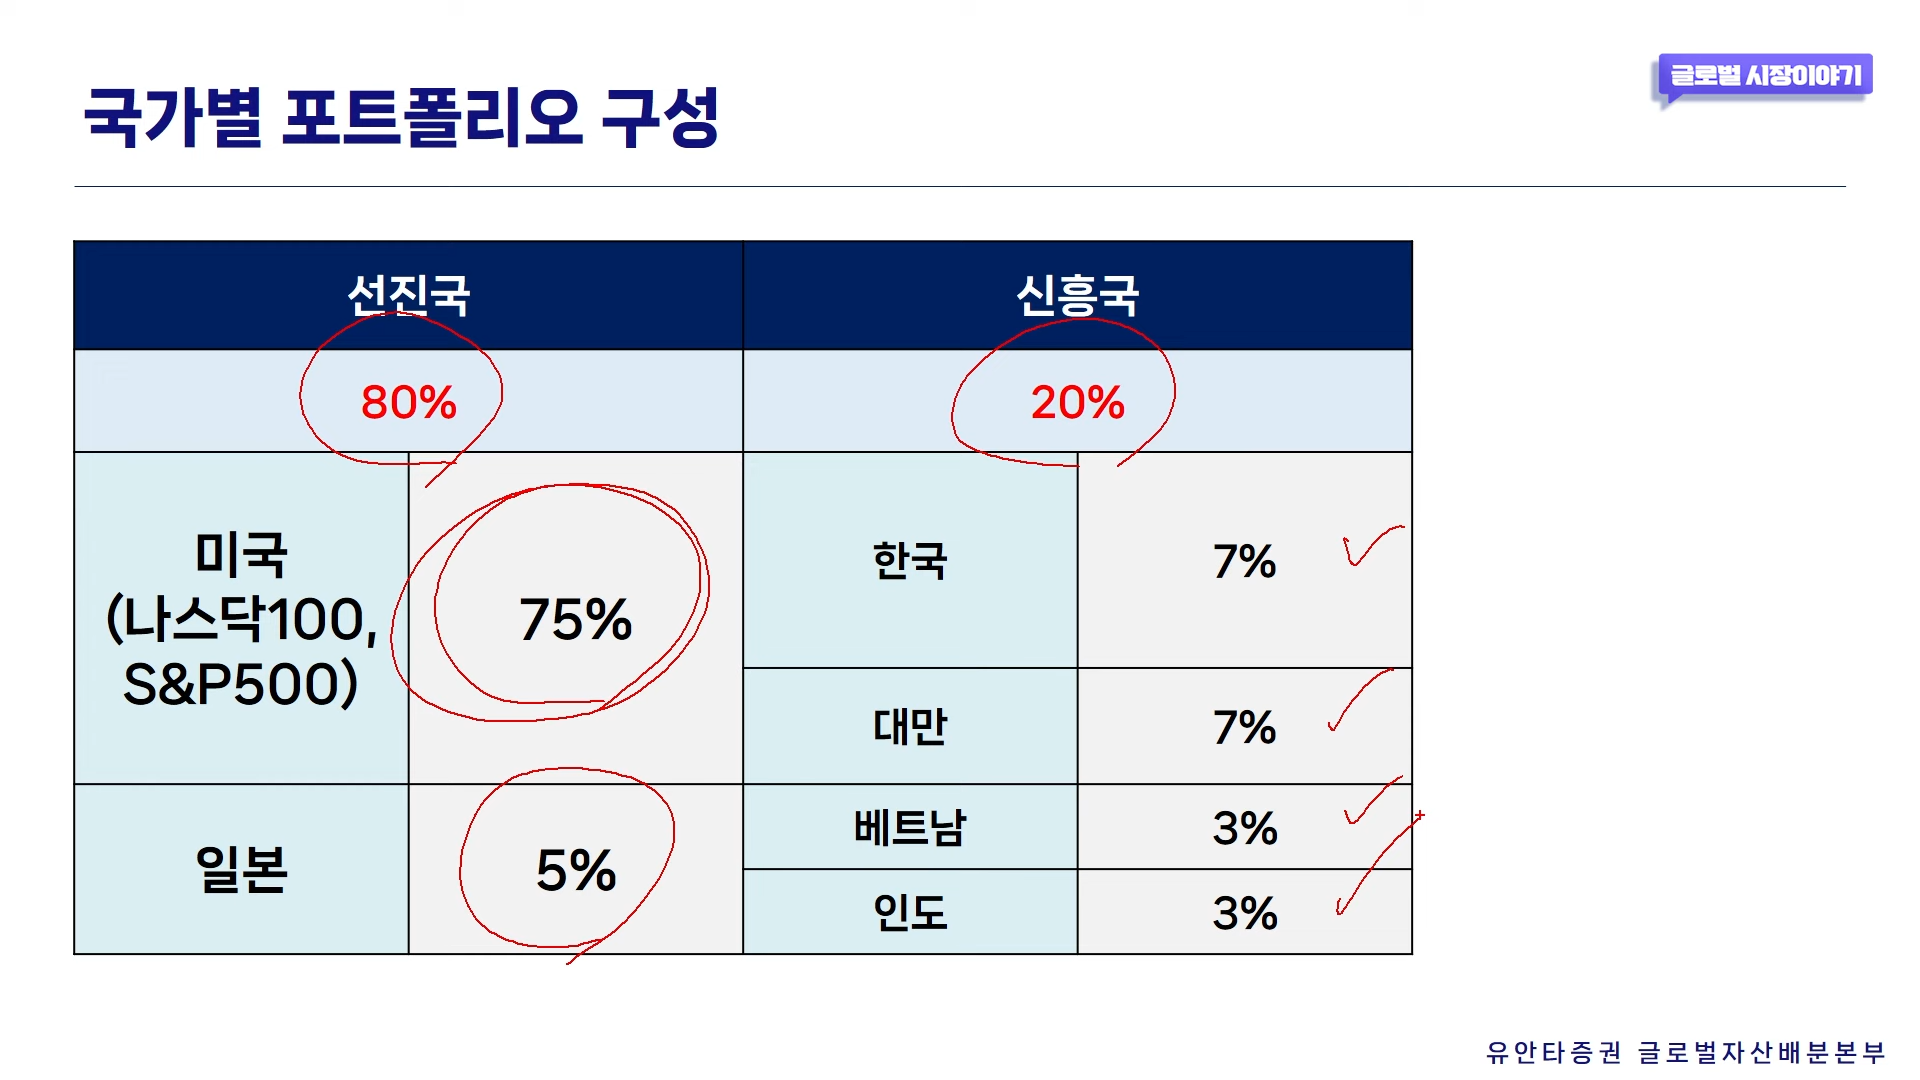 글로벌 시장이야기
국가별 포트폴리오 구성
선진국 신흥국
80% 20%
미국
(나스닥100,
S&P500)
75%
일본
5%
한국 7%
대만 7%
베트남 3%
인도 3%
유안타증권 글로벌자산배분본부